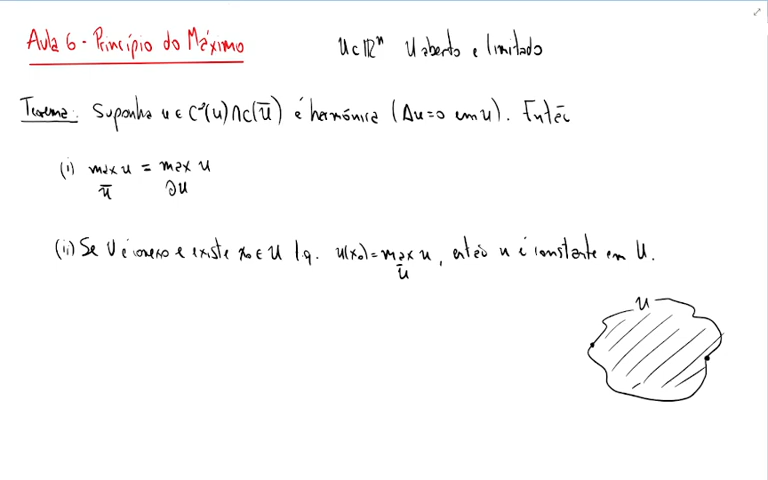 Aula 6 - Princípio do Máximo
U ⊂ ℝⁿ U aberto e limitado
Teorema: Suponha u ∈ C²(U) ∩ C(Ū) é harmônica (Δu = 0 em U). Então
(i) max u = max u
Ū ∂U
(ii) Se U é conexo e existe x₀ ∈ U t.q. u(x₀) = max u, então u é constante em U.
Ū
U